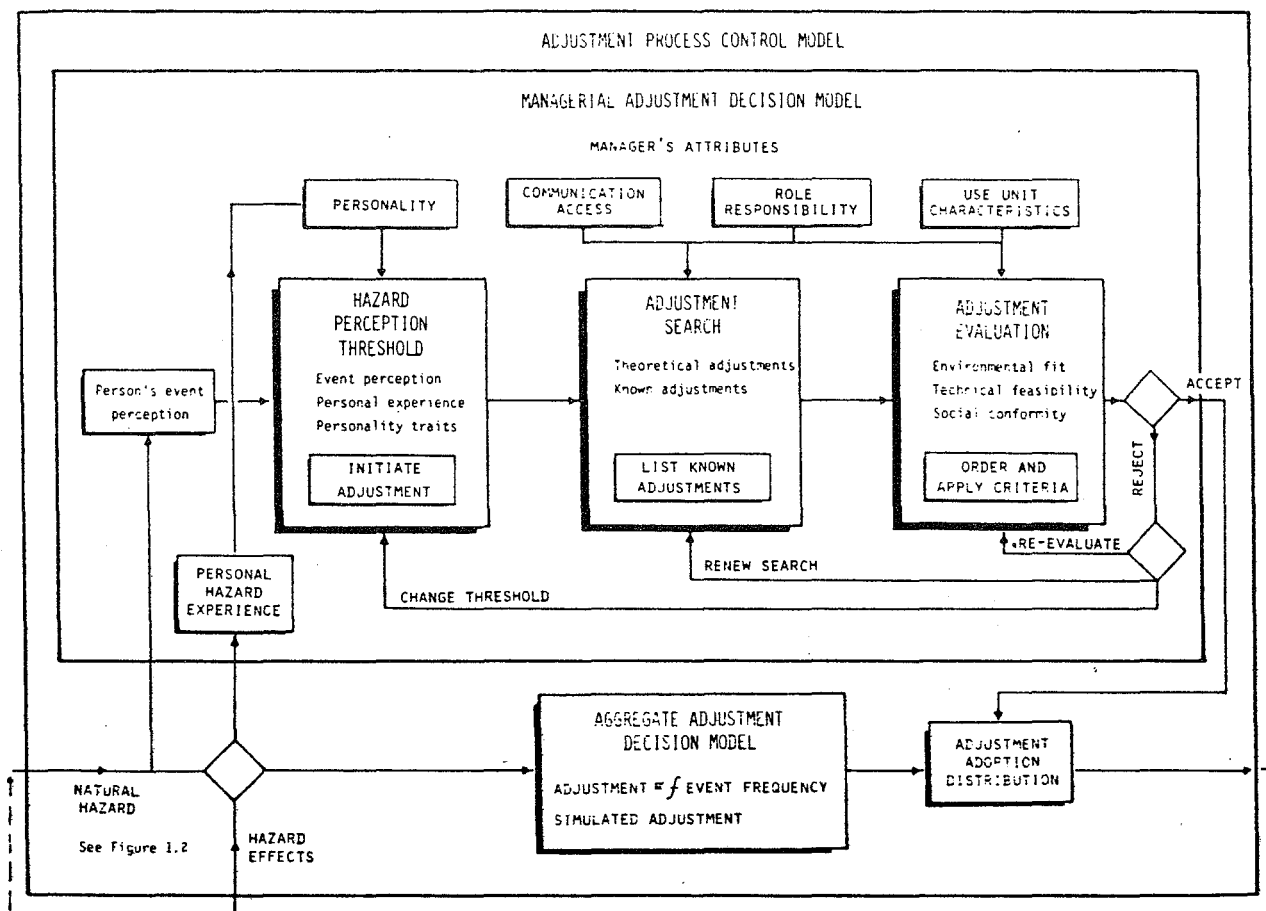 ADJUSTMENT PROCESS CONTROL MODEL
MANAGERIAL ADJUSTMENT DECISION MODEL
MANAGER'S ATTRIBUTES
PERSONALITY
COMMUNICATION
ACCESS
ROLE
RESPONSIBILITY
USE UNIT
CHARACTERISTICS
HAZARD
PERCEPTION
THRESHOLD
Event perception
Personal experience
Personality traits
INITIATE
ADJUSTMENT
ADJUSTMENT
SEARCH
Theoretical adjustments
Known adjustments
LIST KNOWN
ADJUSTMENTS
ADJUSTMENT
EVALUATION
Environmental fit
Technical feasibility
Social conformity
ORDER AND
APPLY CRITERIA
ACCEPT
REJECT
Person's event
perception
RE-EVALUATE
RENEW SEARCH
CHANGE THRESHOLD
PERSONAL
HAZARD
EXPERIENCE
AGGREGATE ADJUSTMENT
DECISION MODEL
ADJUSTMENT = f EVENT FREQUENCY
SIMULATED ADJUSTMENT
ADJUSTMENT
ADOPTION
DISTRIBUTION
NATURAL
HAZARD
See Figure 1.2
HAZARD
EFFECTS